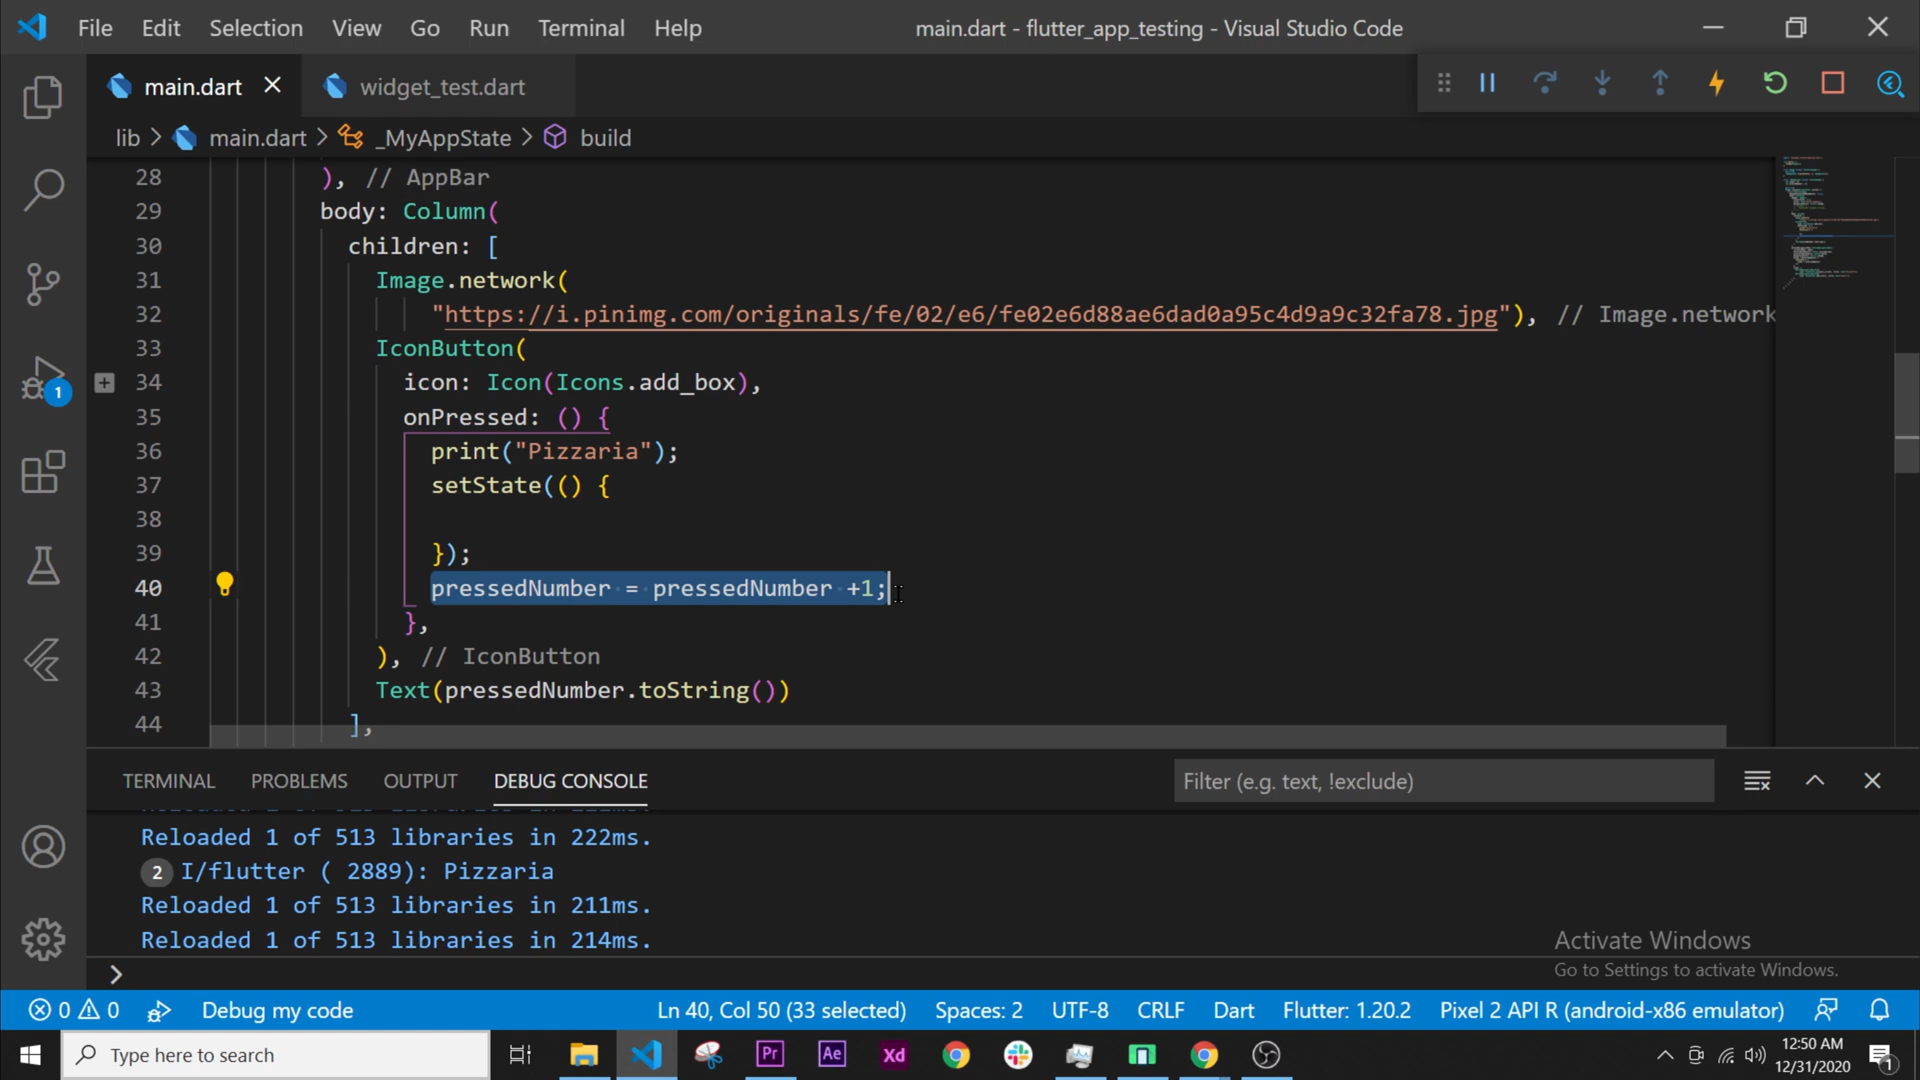 File Edit Selection View Go Run Terminal Help main.dart - flutter_app_testing - Visual Studio Code
main.dart widget_test.dart
lib > main.dart > _MyAppState > build
28 ), // AppBar
29 body: Column(
30 children: [
31 Image.network(
32 "https://i.pinimg.com/originals/fe/02/e6/fe02e6d88ae6dad0a95c4d9a9c32fa78.jpg"), // Image.network
33 IconButton(
34 icon: Icon(Icons.add_box),
35 onPressed: () {
36 print("Pizzaria");
37 setState(() {
38
39 });
40 pressedNumber = pressedNumber +1;
41 },
42 ), // IconButton
43 Text(pressedNumber.toString())
44 ],
1
TERMINAL PROBLEMS OUTPUT DEBUG CONSOLE Filter (e.g. text, !exclude)
Reloaded 1 of 513 libraries in 222ms.
2 I/flutter ( 2889): Pizzaria
Reloaded 1 of 513 libraries in 211ms.
Reloaded 1 of 513 libraries in 214ms.
Activate Windows
Go to Settings to activate Windows.
0 0 Debug my code Ln 40, Col 50 (33 selected) Spaces: 2 UTF-8 CRLF Dart Flutter: 1.20.2 Pixel 2 API R (android-x86 emulator)
Type here to search Pr Ae Xd 12:50 AM
12/31/2020 1